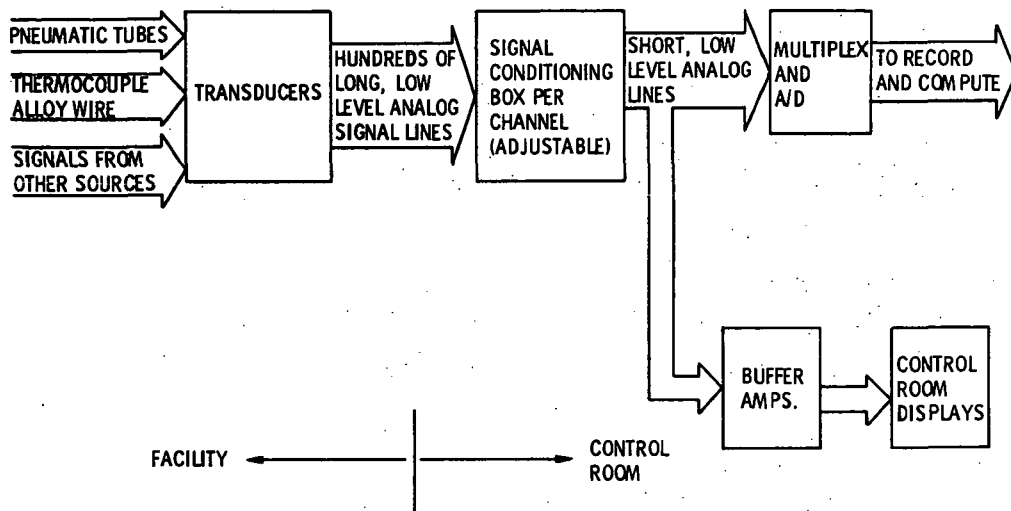 PNEUMATIC TUBES
THERMOCOUPLE
ALLOY WIRE
SIGNALS FROM
OTHER SOURCES
TRANSDUCERS
HUNDREDS OF
LONG, LOW
LEVEL ANALOG
SIGNAL LINES
SIGNAL
CONDITIONING
BOX PER
CHANNEL
(ADJUSTABLE)
SHORT, LOW
LEVEL ANALOG
LINES
MULTIPLEX
AND
A/D
TO RECORD
AND COMPUTE
BUFFER
AMPS.
CONTROL
ROOM
DISPLAYS
FACILITY
CONTROL
ROOM